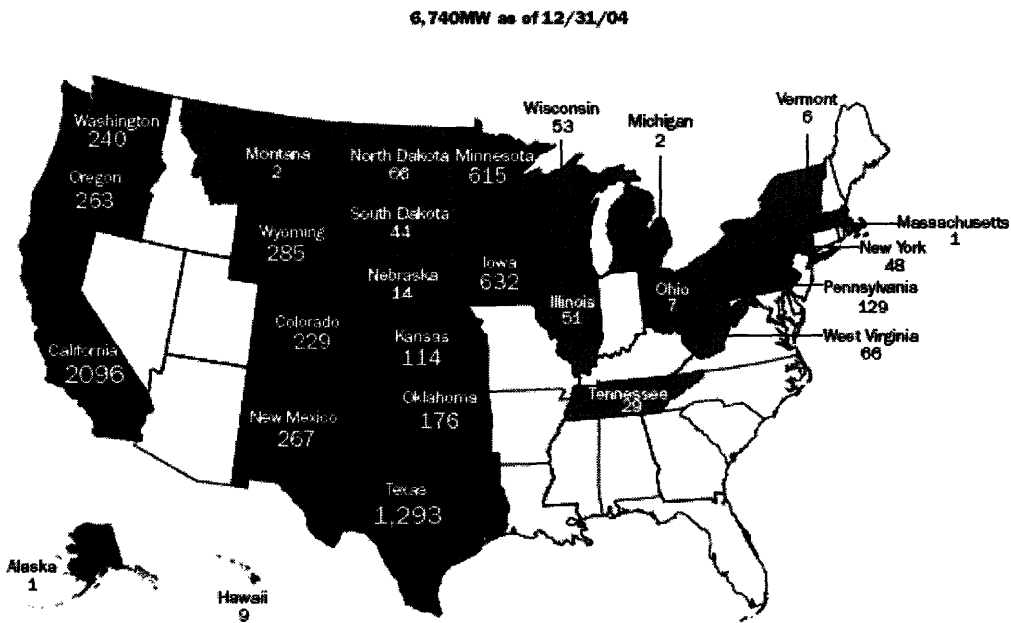 6,740MW as of 12/31/04
Washington
240
Oregon
263
California
2096
Montana
2
North Dakota
66
Minnesota
615
Wisconsin
53
Michigan
2
Vermont
6
Wyoming
285
South Dakota
44
Nebraska
14
Iowa
632
Illinois
51
Ohio
7
Massachusetts
1
New York
48
Pennsylvania
129
West Virginia
66
Colorado
229
Kansas
114
New Mexico
267
Oklahoma
176
Tennessee
29
Texas
1,293
Alaska
1
Hawaii
9